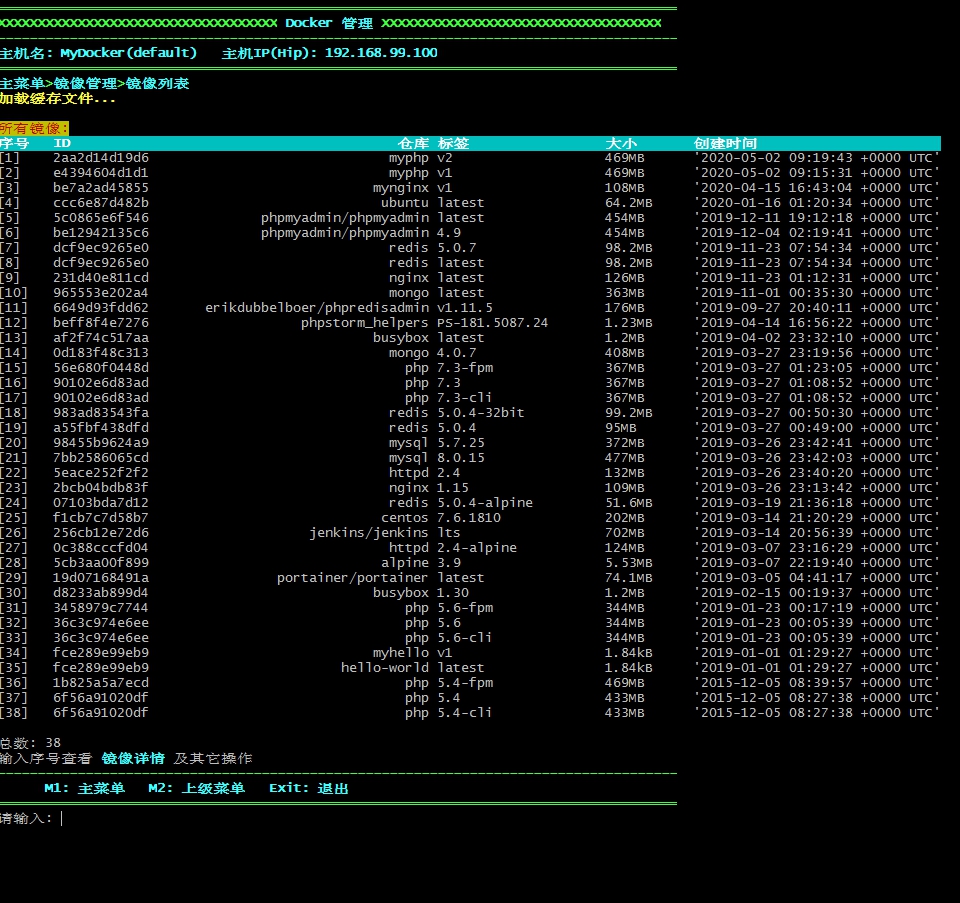 xxxxxxxxxxxxxxxxxxxxxxxxxxxxxxxxxxx Docker 管理 xxxxxxxxxxxxxxxxxxxxxxxxxxxxxxxxxxx
主机名: MyDocker(default) 主机IP(Hip): 192.168.99.100
主菜单>镜像管理>镜像列表
加载缓存文件...
所有镜像:
序号 ID 仓库 标签 大小 创建时间
[1] 2aa2d14d19d6 myphp v2 469MB '2020-05-02 09:19:43 +0000 UTC'
[2] e4394604d1d1 myphp v1 469MB '2020-05-02 09:15:31 +0000 UTC'
[3] be7a2ad45855 mynginx v1 108MB '2020-04-15 16:43:04 +0000 UTC'
[4] ccc6e87d482b ubuntu latest 64.2MB '2020-01-16 01:20:34 +0000 UTC'
[5] 5c0865e6f546 phpmyadmin/phpmyadmin latest 454MB '2019-12-11 19:12:18 +0000 UTC'
[6] be12942135c6 phpmyadmin/phpmyadmin 4.9 454MB '2019-12-04 02:19:41 +0000 UTC'
[7] dcf9ec9265e0 redis 5.0.7 98.2MB '2019-11-23 07:54:34 +0000 UTC'
[8] dcf9ec9265e0 redis latest 98.2MB '2019-11-23 07:54:34 +0000 UTC'
[9] 231d40e811cd nginx latest 126MB '2019-11-23 01:12:31 +0000 UTC'
[10] 965553e202a4 mongo latest 363MB '2019-11-01 00:35:30 +0000 UTC'
[11] 6649d93fdd62 erikdubbelboer/phpredisadmin v1.11.5 176MB '2019-09-27 20:40:11 +0000 UTC'
[12] beff8f4e7276 phpstorm_helpers PS-181.5087.24 1.23MB '2019-04-14 16:56:22 +0000 UTC'
[13] af2f74c517aa busybox latest 1.2MB '2019-04-02 23:32:10 +0000 UTC'
[14] 0d183f48c313 mongo 4.0.7 408MB '2019-03-27 23:19:56 +0000 UTC'
[15] 56e680f0448d php 7.3-fpm 367MB '2019-03-27 01:23:05 +0000 UTC'
[16] 90102e6d83ad php 7.3 367MB '2019-03-27 01:08:52 +0000 UTC'
[17] 90102e6d83ad php 7.3-cli 367MB '2019-03-27 01:08:52 +0000 UTC'
[18] 983ad83543fa redis 5.0.4-32bit 99.2MB '2019-03-27 00:50:30 +0000 UTC'
[19] a55fbf438dfd redis 5.0.4 95MB '2019-03-27 00:49:00 +0000 UTC'
[20] 98455b9624a9 mysql 5.7.25 372MB '2019-03-26 23:42:41 +0000 UTC'
[21] 7bb2586065cd mysql 8.0.15 477MB '2019-03-26 23:42:03 +0000 UTC'
[22] 5eace252f2f2 httpd 2.4 132MB '2019-03-26 23:40:20 +0000 UTC'
[23] 2bcb04bdb83f nginx 1.15 109MB '2019-03-26 23:13:42 +0000 UTC'
[24] 07103bda7d12 redis 5.0.4-alpine 51.6MB '2019-03-19 21:36:18 +0000 UTC'
[25] f1cb7c7d58b7 centos 7.6.1810 202MB '2019-03-14 21:20:29 +0000 UTC'
[26] 256cb12e72d6 jenkins/jenkins lts 702MB '2019-03-14 20:56:39 +0000 UTC'
[27] 0c388cccfd04 httpd 2.4-alpine 124MB '2019-03-07 23:16:29 +0000 UTC'
[28] 5cb3aa00f899 alpine 3.9 5.53MB '2019-03-07 22:19:40 +0000 UTC'
[29] 19d07168491a portainer/portainer latest 74.1MB '2019-03-05 04:41:17 +0000 UTC'
[30] d8233ab899d4 busybox 1.30 1.2MB '2019-02-15 00:19:37 +0000 UTC'
[31] 3458979c7744 php 5.6-fpm 344MB '2019-01-23 00:17:19 +0000 UTC'
[32] 36c3c974e6ee php 5.6 344MB '2019-01-23 00:05:39 +0000 UTC'
[33] 36c3c974e6ee php 5.6-cli 344MB '2019-01-23 00:05:39 +0000 UTC'
[34] fce289e99eb9 myhello v1 1.84kB '2019-01-01 01:29:27 +0000 UTC'
[35] fce289e99eb9 hello-world latest 1.84kB '2019-01-01 01:29:27 +0000 UTC'
[36] 1b825a5a7ecd php 5.4-fpm 469MB '2015-12-05 08:39:57 +0000 UTC'
[37] 6f56a91020df php 5.4 433MB '2015-12-05 08:27:38 +0000 UTC'
[38] 6f56a91020df php 5.4-cli 433MB '2015-12-05 08:27:38 +0000 UTC'
总数: 38
输入序号查看 镜像详情 及其它操作
M1: 主菜单 M2: 上级菜单 Exit: 退出
请输入: